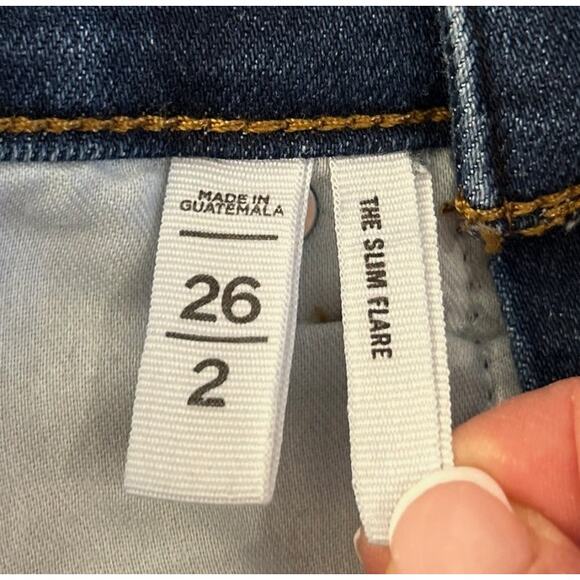 MADE IN
GUATEMALA
26
2
THE SLIM FLARE